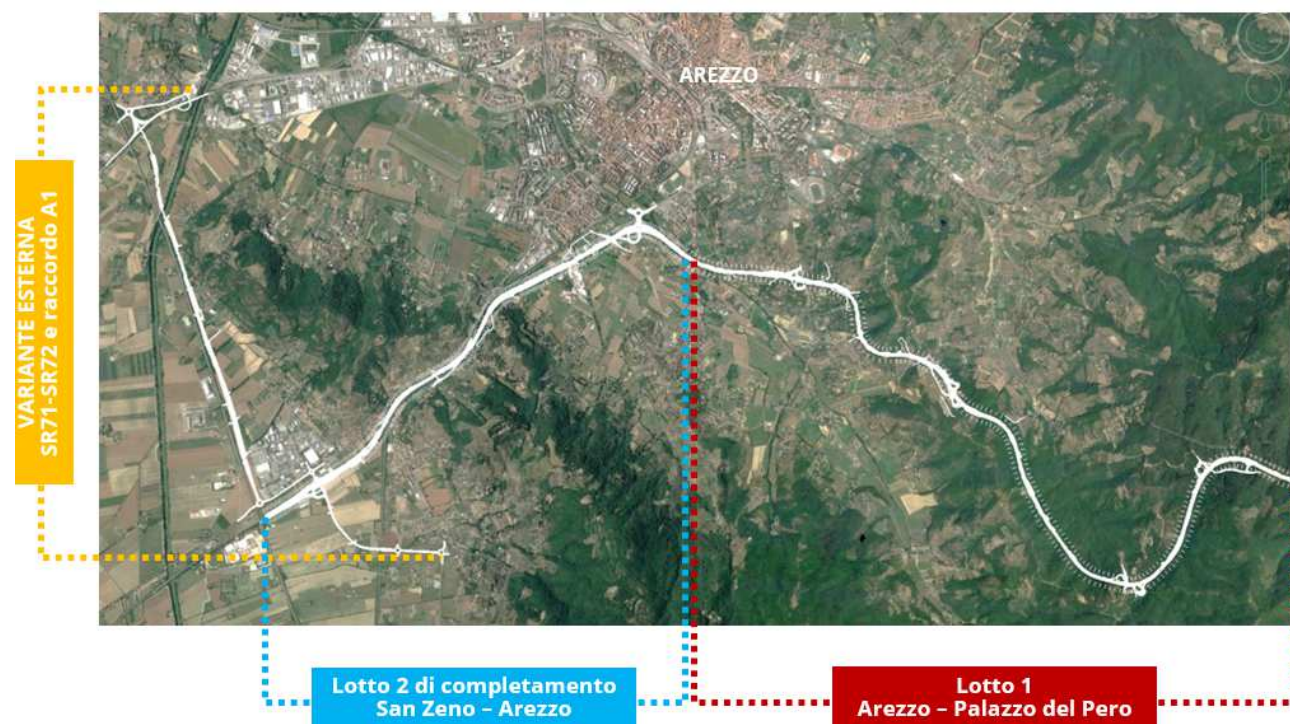 AREZZO
VARIANTE ESTERNA
SR71-SR72 e raccordo A1
Lotto 2 di completamento
San Zeno – Arezzo
Lotto 1
Arezzo – Palazzo del Pero